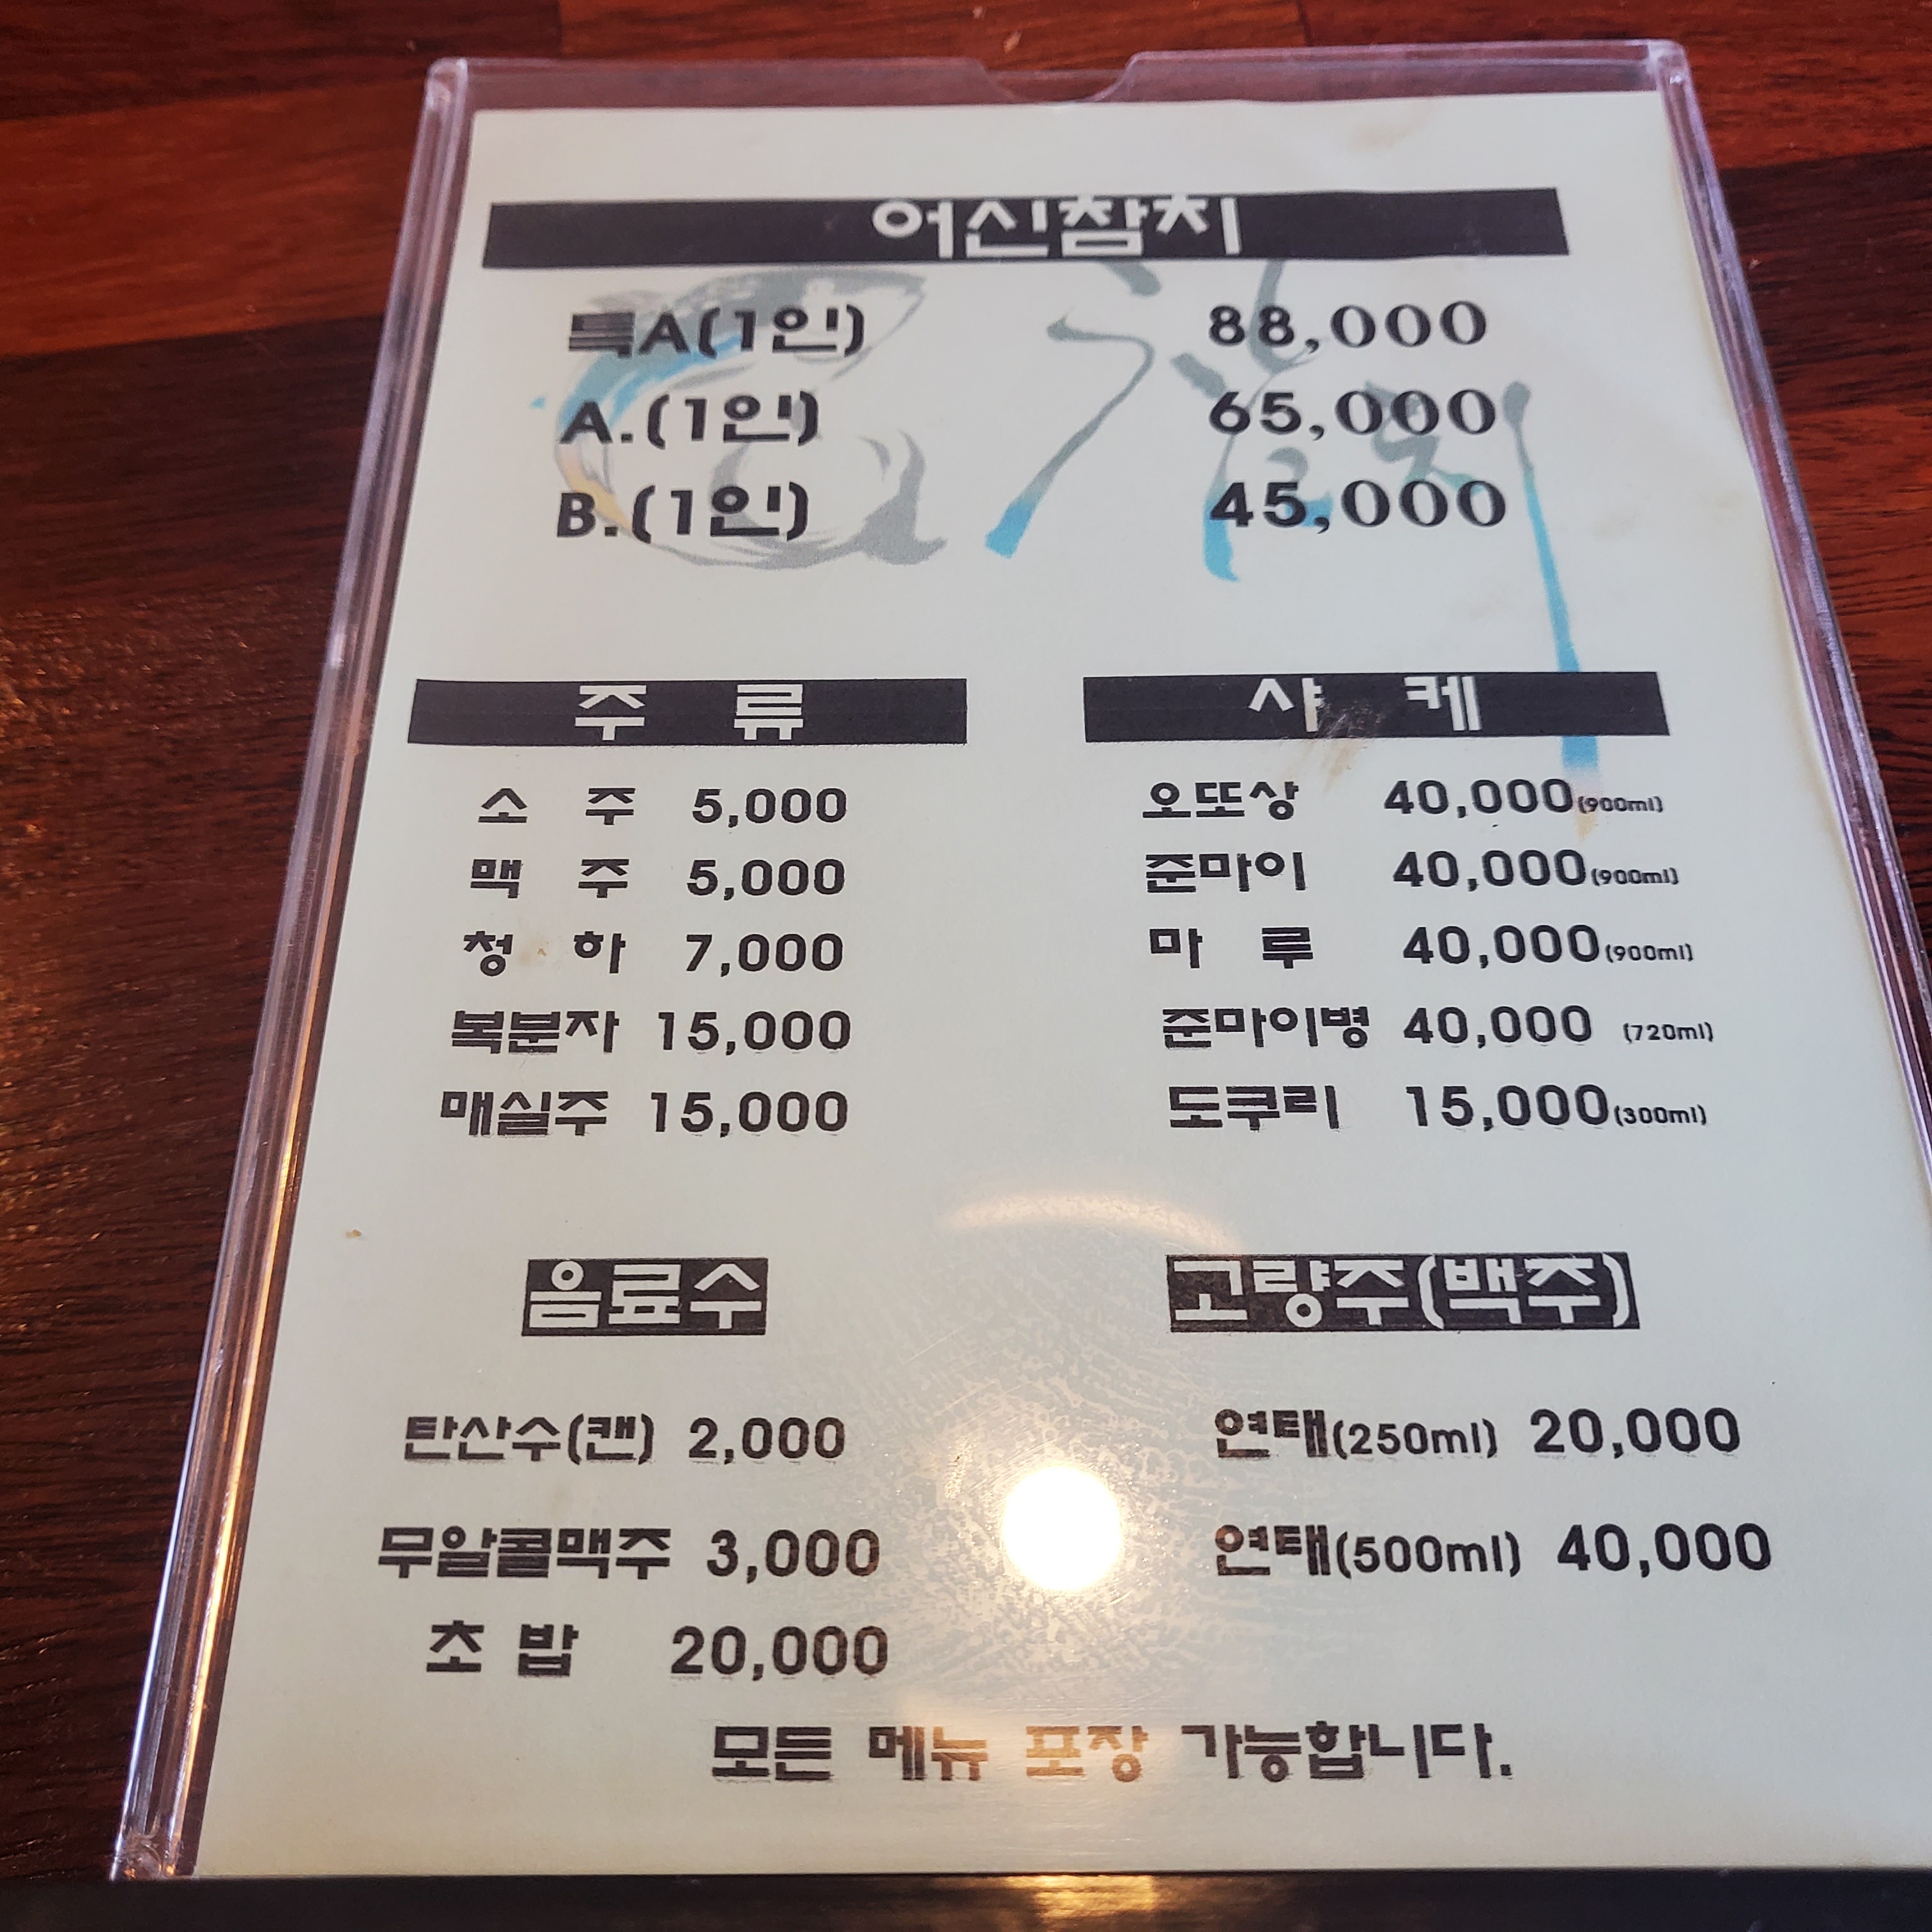 어신참치
특A(1인) 88,000
A.(1인) 65,000
B.(1인) 45,000
주 류
소 주 5,000
맥 주 5,000
청 하 7,000
복분자 15,000
매실주 15,000
샤 케
오또상 40,000(900ml)
준마이 40,000(900ml)
마 루 40,000(900ml)
준마이병 40,000 (720ml)
도쿠리 15,000(300ml)
음료수
탄산수(캔) 2,000
무알콜맥주 3,000
초 밥 20,000
고량주(백주)
연태(250ml) 20,000
연태(500ml) 40,000
모든 메뉴 포장 가능합니다.